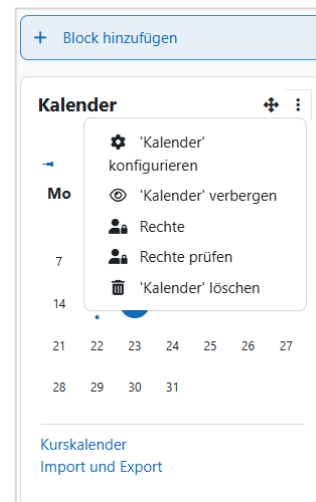 + Block hinzufügen
Kalender
'Kalender'
konfigurieren
Mo
'Kalender' verbergen
Rechte
7
Rechte prüfen
14
'Kalender' löschen
21 22 23 24 25 26 27
28 29 30 31
Kurskalender
Import und Export